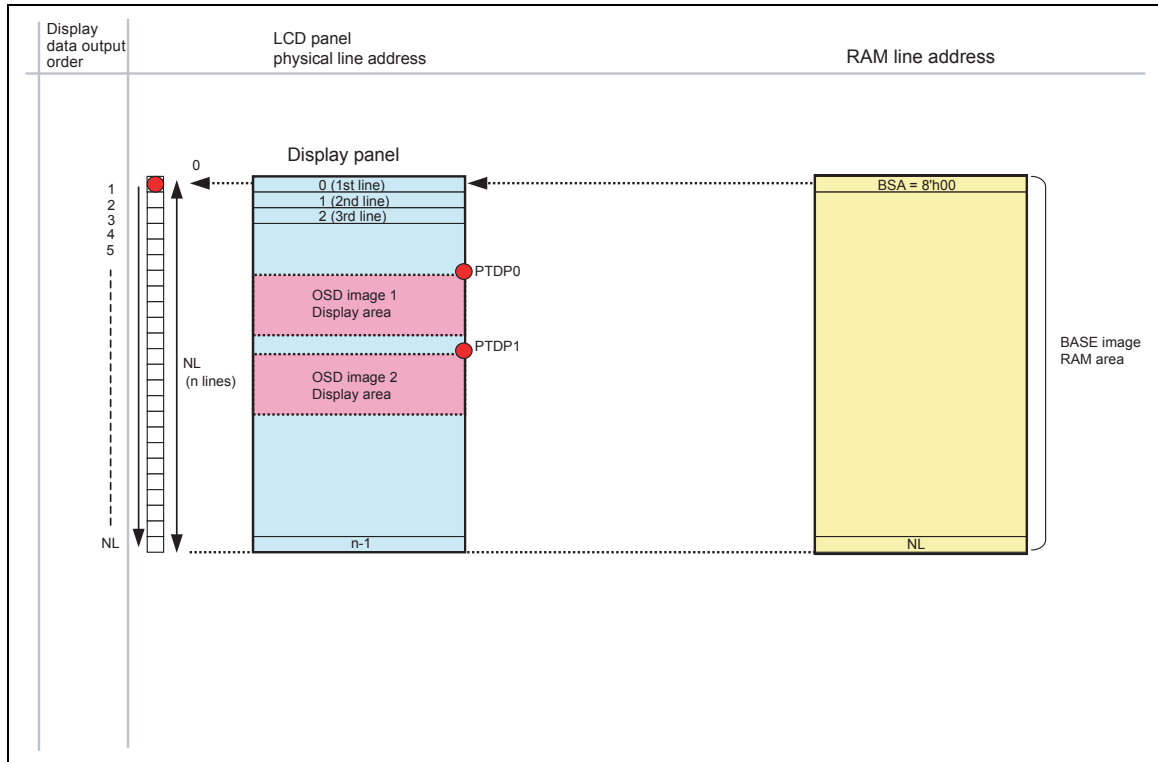 Display
data output
order
LCD panel
physical line address
RAM line address
Display panel
0
0 (1st line)
1 (2nd line)
2 (3rd line)
BSA = 8'h00
1
2
3
4
5
PTDP0
OSD image 1
Display area
PTDP1
NL
(n lines)
OSD image 2
Display area
BASE image
RAM area
NL
n-1
NL